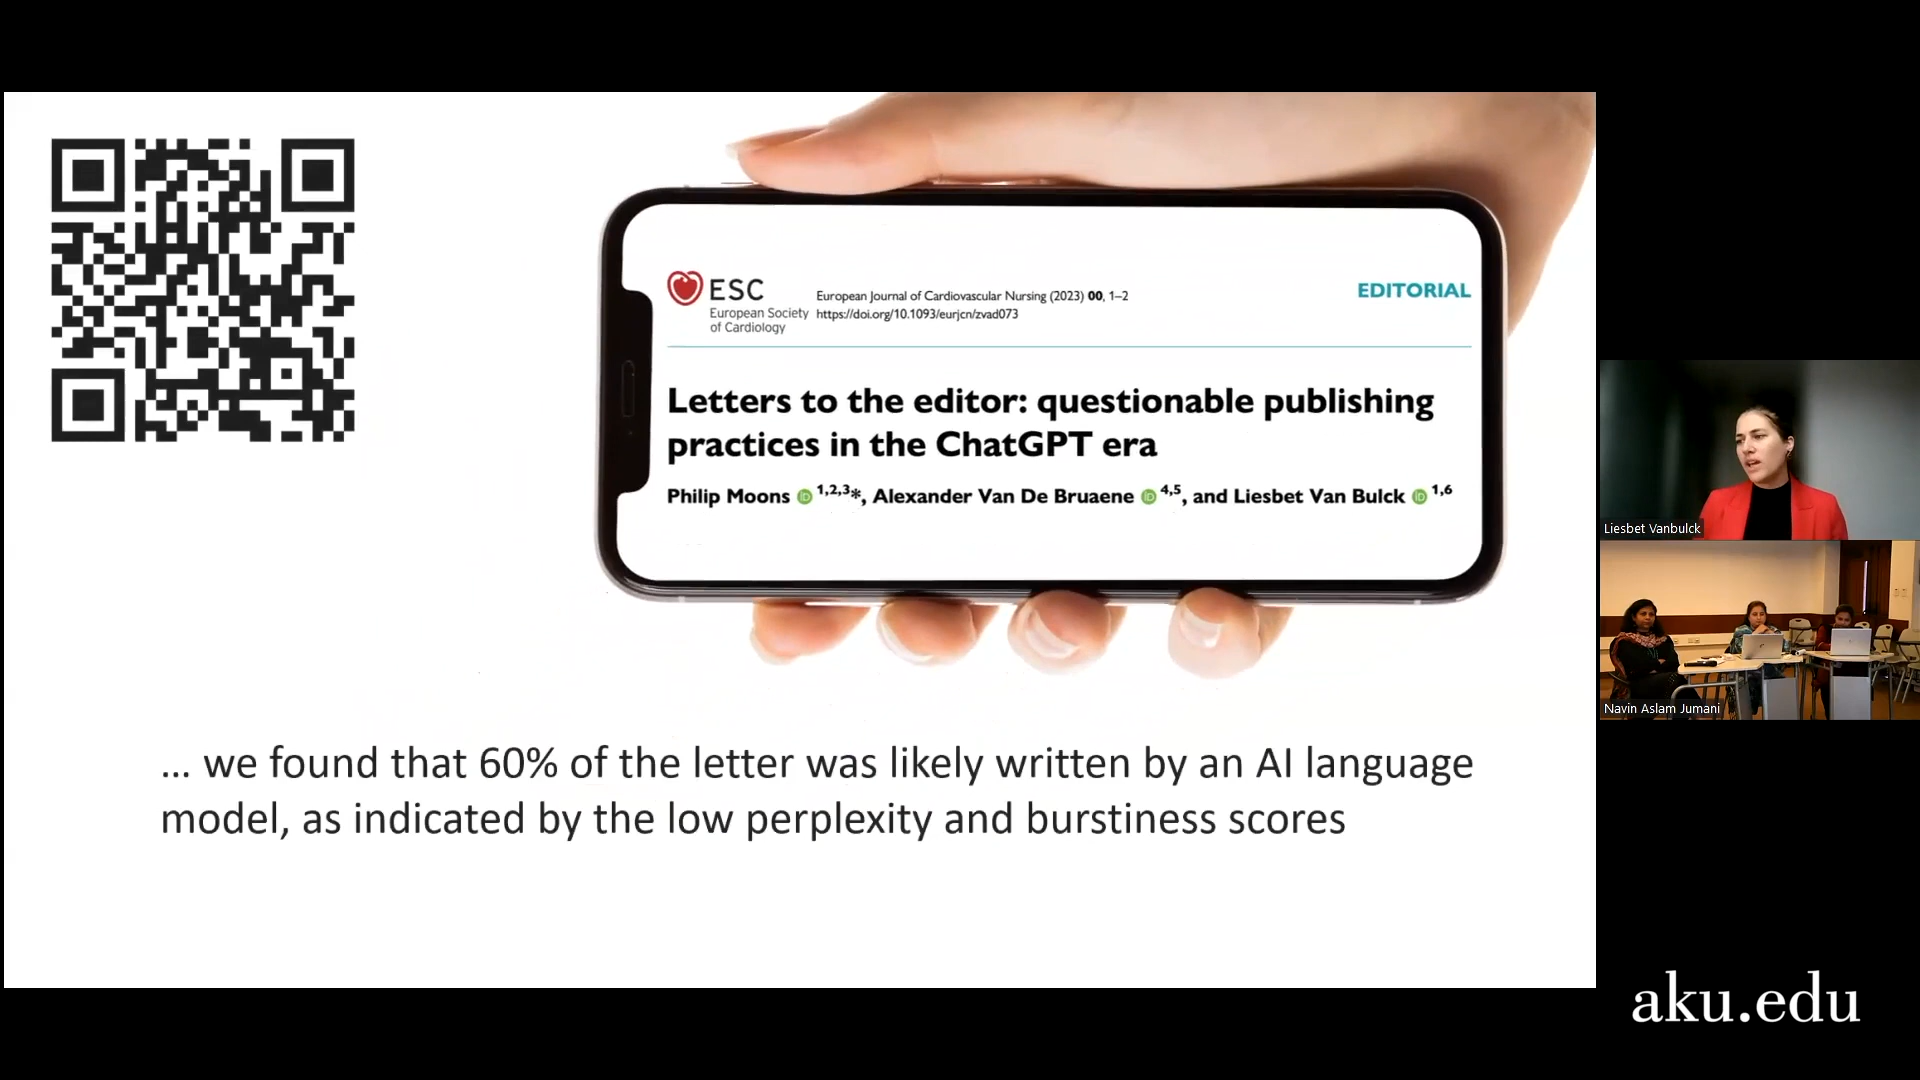 ESC
European Society
of Cardiology
European Journal of Cardiovascular Nursing (2023) 00, 1–2
https://doi.org/10.1093/eurjcn/zvad073
EDITORIAL
Letters to the editor: questionable publishing
practices in the ChatGPT era
Philip Moons iD 1,2,3*, Alexander Van De Bruaene iD 4,5, and Liesbet Van Bulck iD 1,6
... we found that 60% of the letter was likely written by an AI language
model, as indicated by the low perplexity and burstiness scores
Liesbet Vanbulck
Navin Aslam Jumani
aku.edu